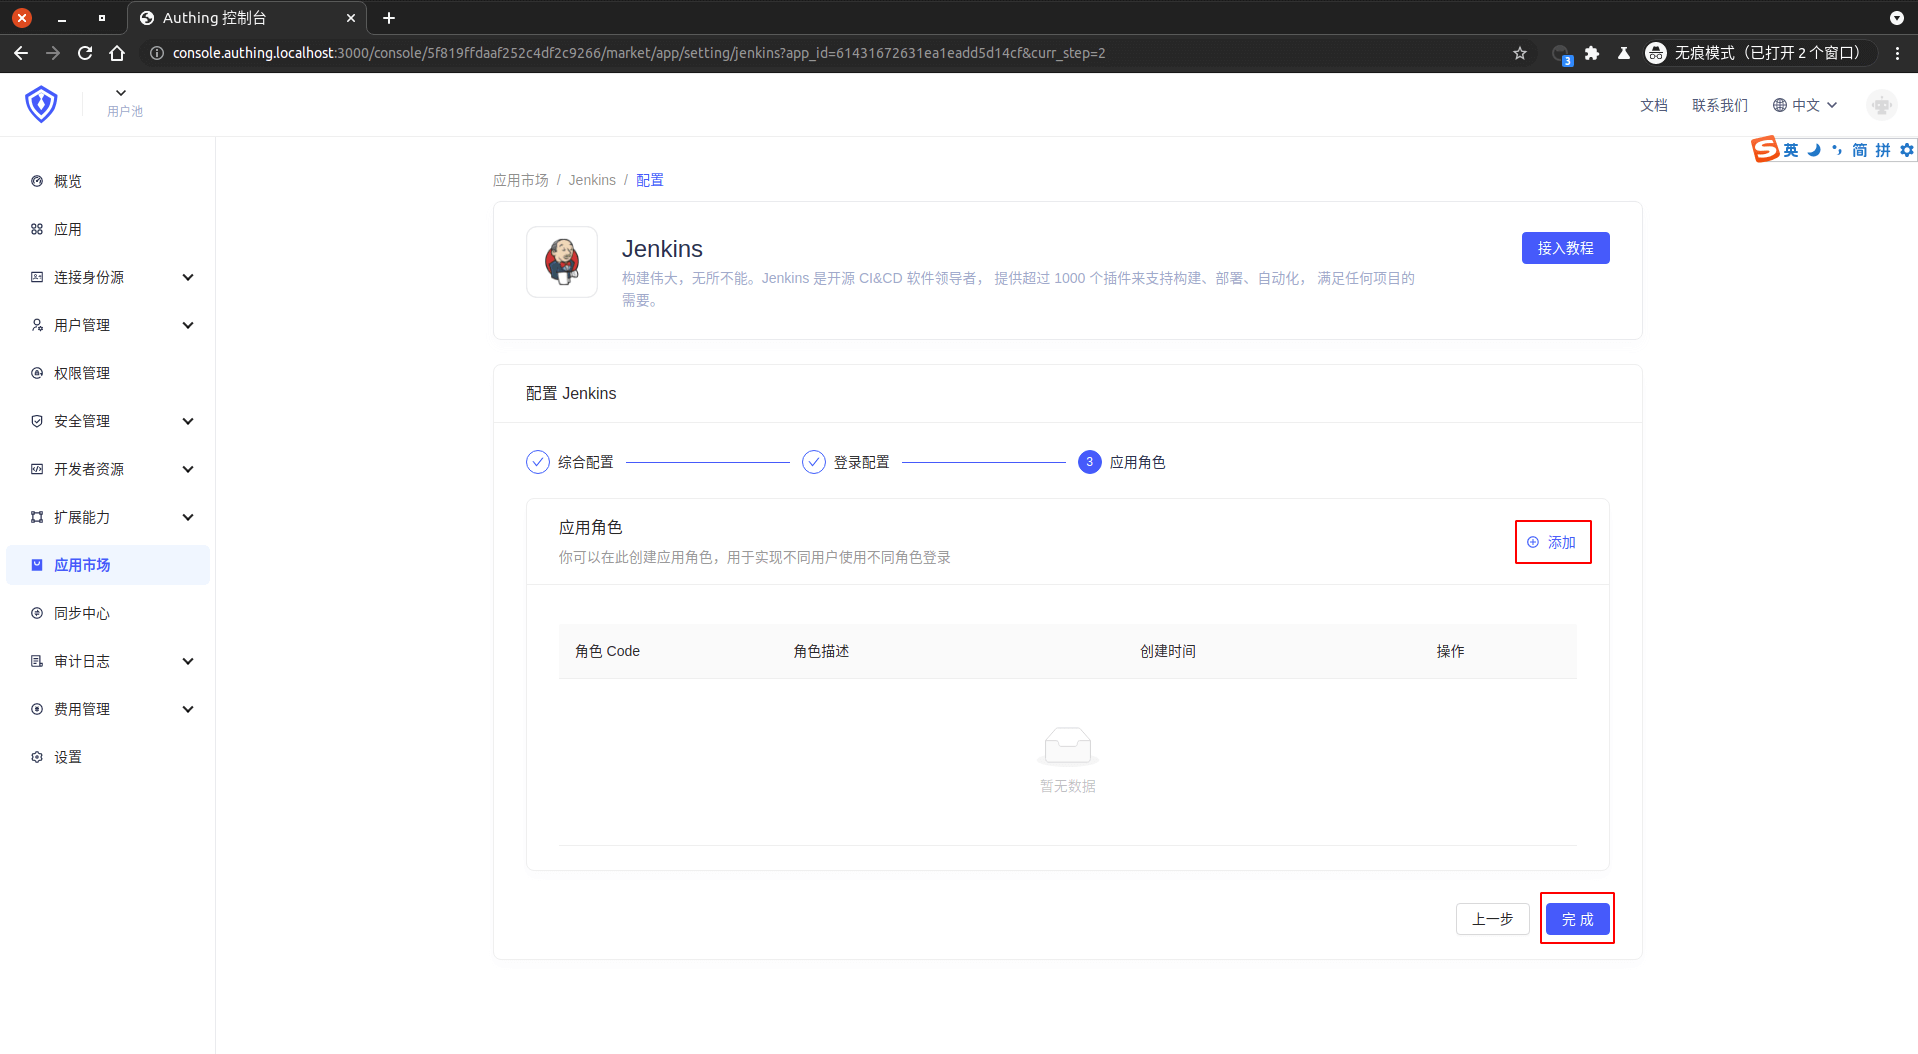 Authing 控制台
console.authing.localhost:3000/console/5f819ffdaaf252c4df2c9266/market/app/setting/jenkins?app_id=61431672631ea1eadd5d14cf&curr_step=2
3
无痕模式（已打开 2 个窗口）
用户池
文档
联系我们
中文
英
简
拼
概览
应用
连接身份源
用户管理
权限管理
安全管理
开发者资源
扩展能力
应用市场
同步中心
审计日志
费用管理
设置
应用市场 / Jenkins / 配置
Jenkins
构建伟大，无所不能。Jenkins 是开源 CI&CD 软件领导者， 提供超过 1000 个插件来支持构建、部署、自动化， 满足任何项目的
需要。
接入教程
配置 Jenkins
综合配置
登录配置
3 应用角色
应用角色
你可以在此创建应用角色，用于实现不同用户使用不同角色登录
添加
角色 Code 角色描述 创建时间 操作
暂无数据
上一步
完 成